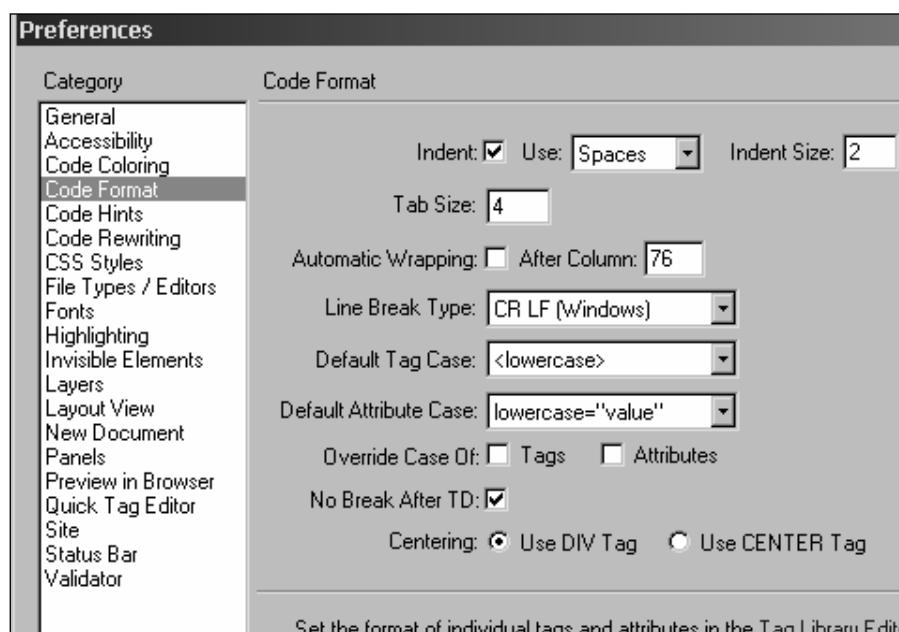 Preferences
Category
General
Accessibility
Code Coloring
Code Format
Code Hints
Code Rewriting
CSS Styles
File Types / Editors
Fonts
Highlighting
Invisible Elements
Layers
Layout View
New Document
Panels
Preview in Browser
Quick Tag Editor
Site
Status Bar
Validator
Code Format
Indent: Use: Spaces Indent Size: 2
Tab Size: 4
Automatic Wrapping: After Column: 76
Line Break Type: CR LF (Windows)
Default Tag Case: <lowercase>
Default Attribute Case: lowercase="value"
Override Case Of: Tags Attributes
No Break After TD:
Centering: Use DIV Tag Use CENTER Tag
Set the format of individual tags and attributes in the Tag Library